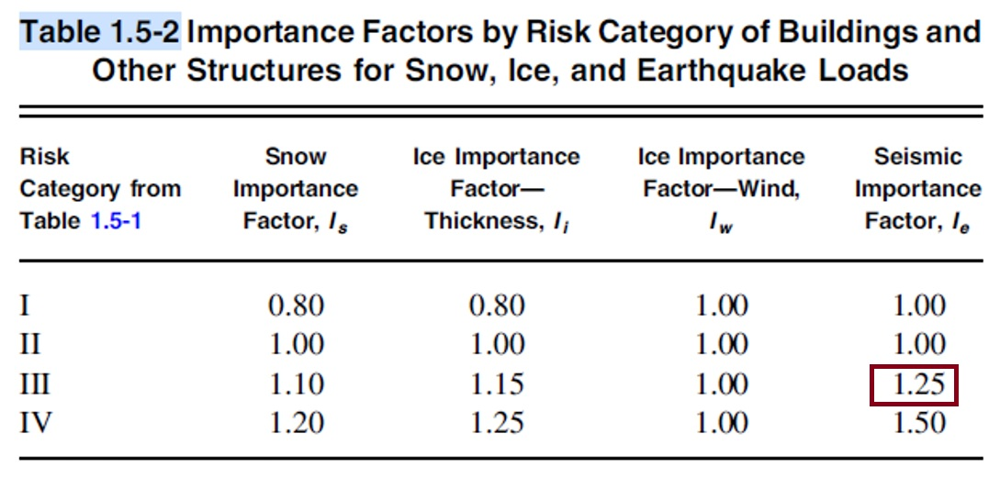 Table 1.5-2 Importance Factors by Risk Category of Buildings and
Other Structures for Snow, Ice, and Earthquake Loads
Risk Category from Table 1.5-1 Snow Importance Factor, Is Ice Importance Factor—Thickness, Ii Ice Importance Factor—Wind, Iw Seismic Importance Factor, Ie
I 0.80 0.80 1.00 1.00
II 1.00 1.00 1.00 1.00
III 1.10 1.15 1.00 1.25
IV 1.20 1.25 1.00 1.50